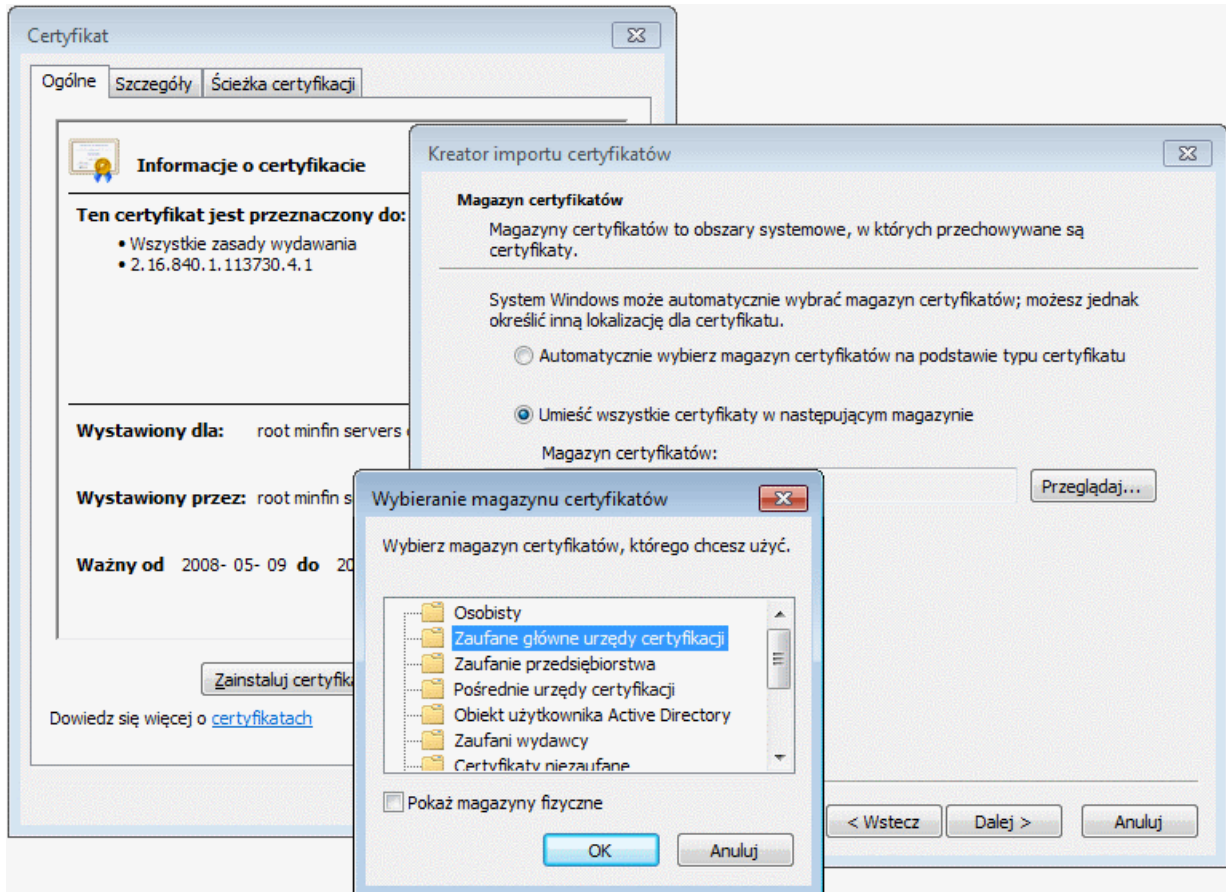 Certyfikat
Ogólne
Szczegóły
Ścieżka certyfikacji
Informacje o certyfikacie
Ten certyfikat jest przeznaczony do:
• Wszystkie zasady wydawania
• 2.16.840.1.113730.4.1
Wystawiony dla: root minfin servers
Wystawiony przez: root minfin
Ważny od 2008- 05- 09 do
Zainstaluj
Dowiedz się więcej o certyfikatach
Kreator importu certyfikatów
Magazyn certyfikatów
Magazyny certyfikatów to obszary systemowe, w których przechowywane są
certyfikaty.
System Windows może automatycznie wybrać magazyn certyfikatów; możesz jednak
określić inną lokalizację dla certyfikatu.
Automatycznie wybierz magazyn certyfikatów na podstawie typu certyfikatu
Umieść wszystkie certyfikaty w następującym magazynie
Magazyn certyfikatów:
Przeglądaj...
< Wstecz
Dalej >
Anuluj
Wybieranie magazynu certyfikatów
Wybierz magazyn certyfikatów, którego chcesz użyć.
Osobisty
Zaufane główne urzędy certyfikacji
Zaufanie przedsiębiorstwa
Pośrednie urzędy certyfikacji
Obiekt użytkownika Active Directory
Zaufani wydawcy
Certyfikaty niezaufane
Pokaż magazyny fizyczne
OK
Anuluj